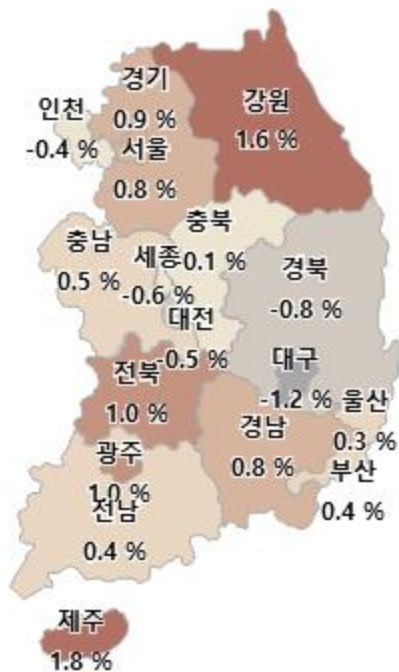 경기
0.9 %
강원
1.6 %
인천
-0.4 %
서울
0.8 %
충북
0.1 %
충남
0.5 %
세종
-0.6 %
경북
-0.8 %
대전
-0.5 %
대구
-1.2 %
전북
1.0 %
울산
0.3 %
경남
0.8 %
부산
0.4 %
광주
1.0 %
전남
0.4 %
제주
1.8 %